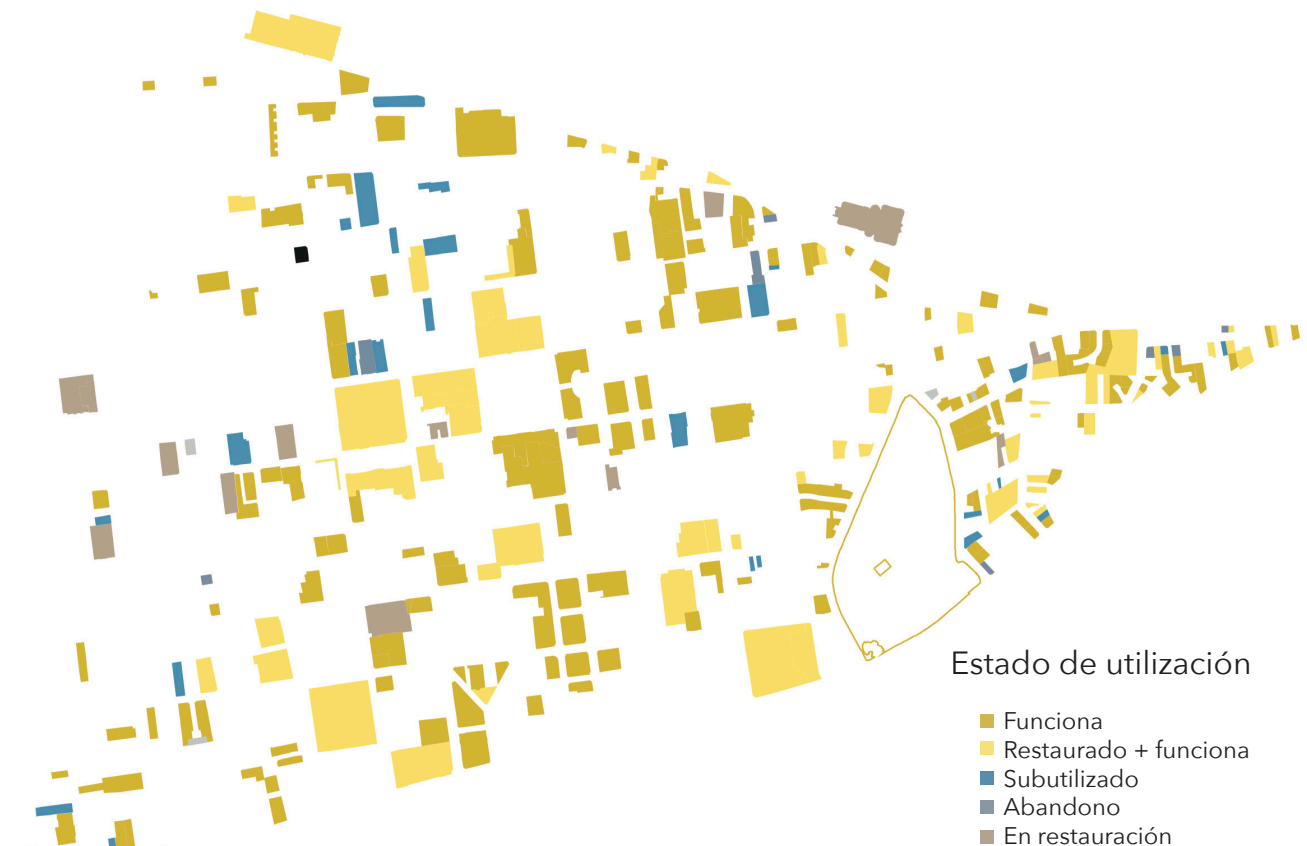 Estado de utilización
Funciona
Restaurado + funciona
Subutilizado
Abandono
En restauración